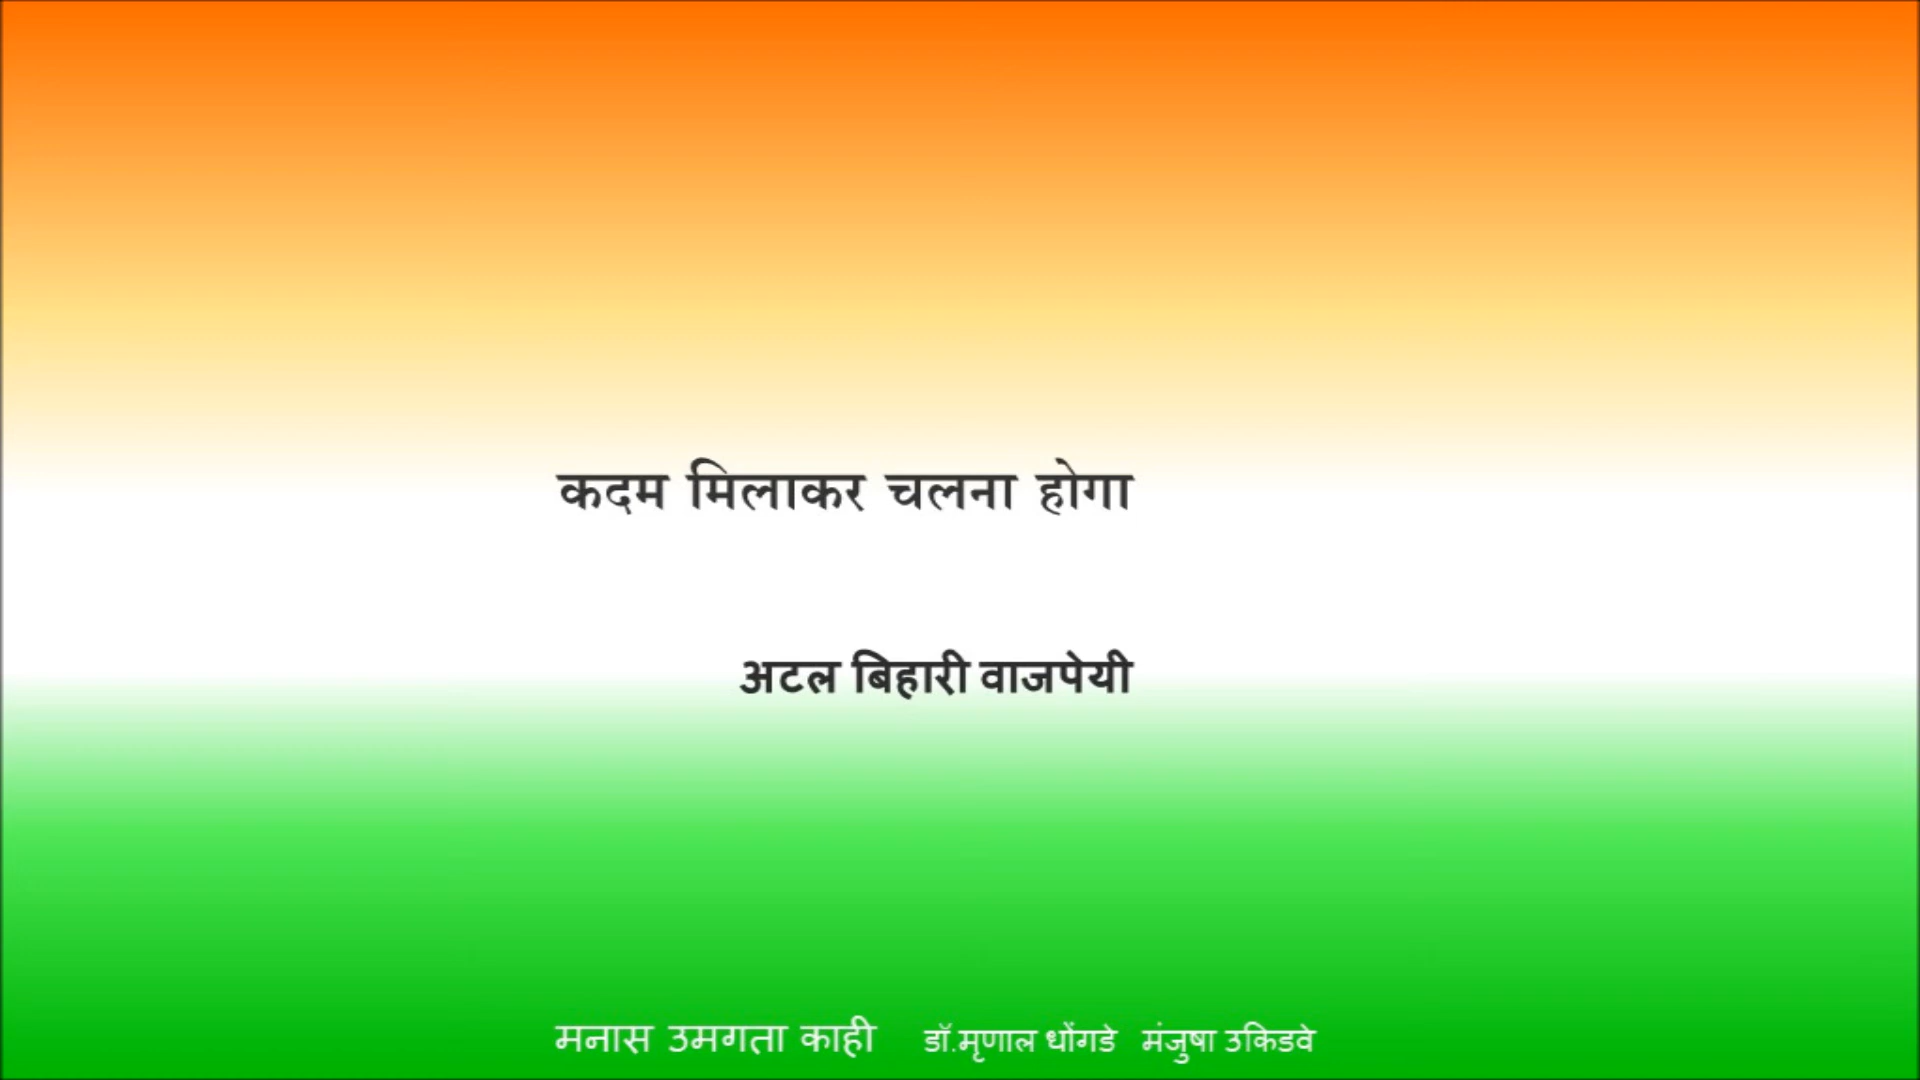 कदम मिलाकर चलना होगा
अटल बिहारी वाजपेयी
मनास उमगता काही डॉ.मृणाल धोंगडे मंजुषा उकिडवे